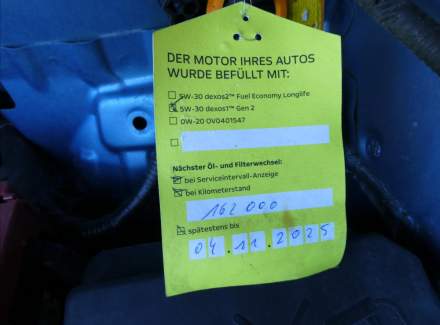 DER MOTOR IHRES AUTOS
WURDE BEFÜLLT MIT:
5W-30 dexos2™ Fuel Economy Longlife
5W-30 dexos1™ Gen 2
0W-20 OV0401547
Nächster Öl- und Filterwechsel:
bei Serviceintervall-Anzeige
bei Kilometerstand
162 000
spätestens bis
04.11.2025